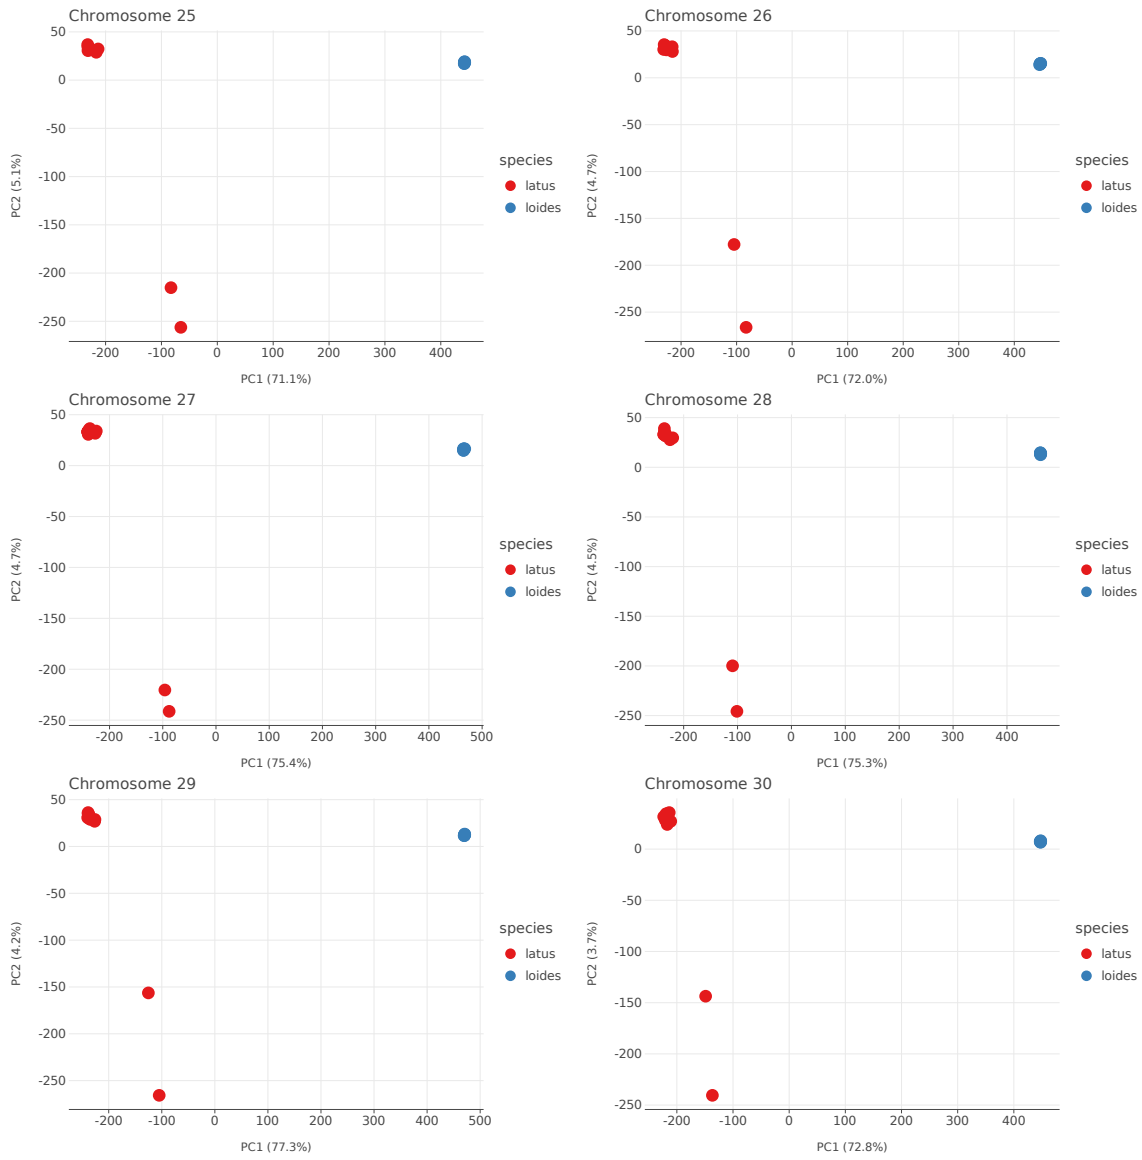 Chromosome 25
50
0
-50
-100
-150
-200
-250
PC2 (5.1%)
-200 -100 0 100 200 300 400
PC1 (71.1%)
species
latus
loides
Chromosome 26
50
0
-50
-100
-150
-200
-250
PC2 (4.7%)
-200 -100 0 100 200 300 400
PC1 (72.0%)
species
latus
loides
Chromosome 27
50
0
-50
-100
-150
-200
-250
PC2 (4.7%)
-200 -100 0 100 200 300 400 500
PC1 (75.4%)
species
latus
loides
Chromosome 28
50
0
-50
-100
-150
-200
-250
PC2 (4.5%)
-200 -100 0 100 200 300 400
PC1 (75.3%)
species
latus
loides
Chromosome 29
50
0
-50
-100
-150
-200
-250
PC2 (4.2%)
-200 -100 0 100 200 300 400 500
PC1 (77.3%)
species
latus
loides
Chromosome 30
0
-50
-100
-150
-200
-250
PC2 (3.7%)
-200 -100 0 100 200 300 400
PC1 (72.8%)
species
latus
loides